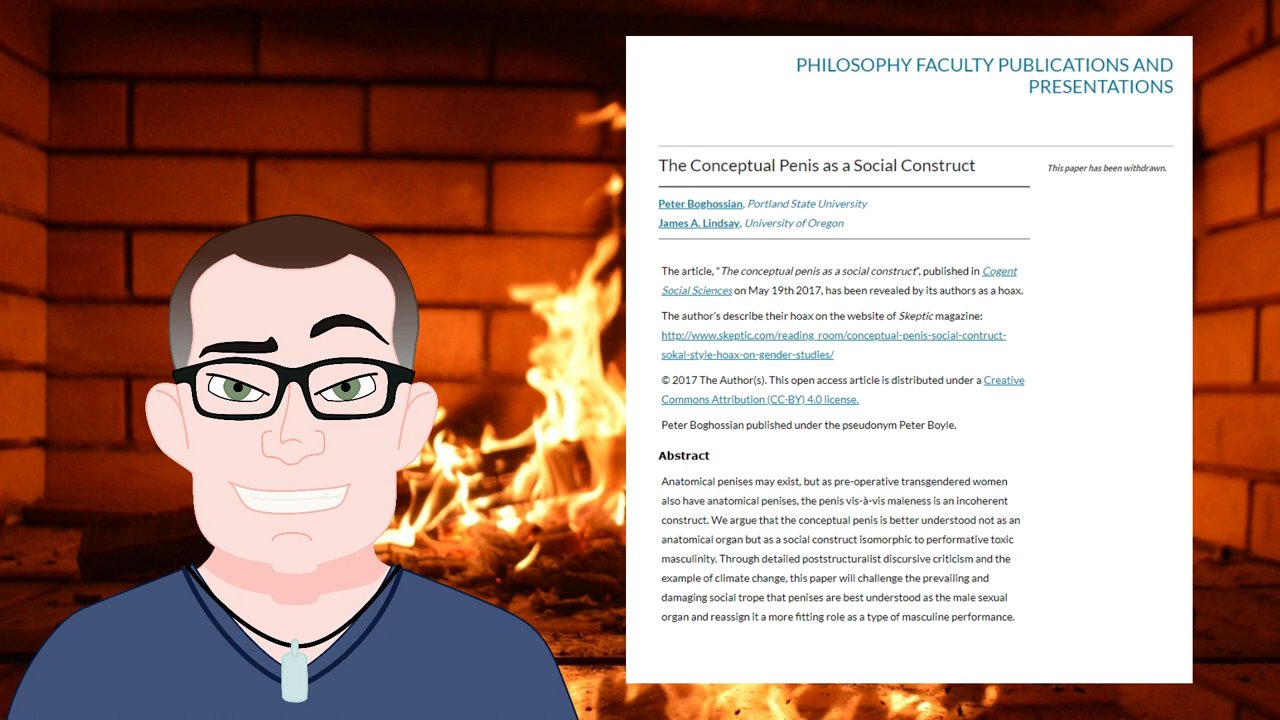 PHILOSOPHY FACULTY PUBLICATIONS AND
PRESENTATIONS
The Conceptual Penis as a Social Construct
This paper has been withdrawn.
Peter Boghossian, Portland State University
James A. Lindsay, University of Oregon
The article, "The conceptual penis as a social construct", published in Cogent
Social Sciences on May 19th 2017, has been revealed by its authors as a hoax.
The author's describe their hoax on the website of Skeptic magazine:
http://www.skeptic.com/reading_room/conceptual-penis-social-contruct-
sokal-style-hoax-on-gender-studies/
© 2017 The Author(s). This open access article is distributed under a Creative
Commons Attribution (CC-BY) 4.0 license.
Peter Boghossian published under the pseudonym Peter Boyle.
Abstract
Anatomical penises may exist, but as pre-operative transgendered women
also have anatomical penises, the penis vis-à-vis maleness is an incoherent
construct. We argue that the conceptual penis is better understood not as an
anatomical organ but as a social construct isomorphic to performative toxic
masculinity. Through detailed poststructuralist discursive criticism and the
example of climate change, this paper will challenge the prevailing and
damaging social trope that penises are best understood as the male sexual
organ and reassign it a more fitting role as a type of masculine performance.